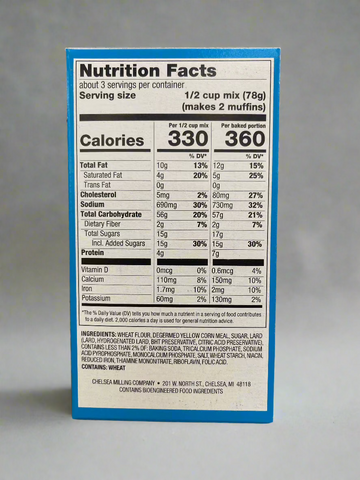 Nutrition Facts
about 3 servings per container
Serving size 1/2 cup mix (78g)
(makes 2 muffins)
Per 1/2 cup mix Per baked portion
Calories 330 360
% DV* % DV*
Total Fat 10g 13% 12g 15%
Saturated Fat 4g 20% 5g 25%
Trans Fat 0g 0g
Cholesterol 5mg 2% 80mg 27%
Sodium 690mg 30% 730mg 32%
Total Carbohydrate 56g 20% 57g 21%
Dietary Fiber 2g 7% 2g 7%
Total Sugars 15g 17g
Incl. Added Sugars 15g 30% 15g 30%
Protein 4g 7g
Vitamin D 0mcg 0% 0.6mcg 4%
Calcium 110mg 8% 150mg 10%
Iron 1.7mg 10% 2mg 10%
Potassium 60mg 2% 130mg 2%
*The % Daily Value (DV) tells you how much a nutrient in a serving of food contributes
to a daily diet. 2,000 calories a day is used for general nutrition advice.
INGREDIENTS: WHEAT FLOUR, DEGERMED YELLOW CORN MEAL, SUGAR, LARD
(LARD, HYDROGENATED LARD, BHT PRESERVATIVE, CITRIC ACID PRESERVATIVE).
CONTAINS LESS THAN 2% OF: BAKING SODA, TRICALCIUM PHOSPHATE, SODIUM
ACID PYROPHOSPHATE, MONOCALCIUM PHOSPHATE, SALT, WHEAT STARCH, NIACIN,
REDUCED IRON, THIAMINE MONONITRATE, RIBOFLAVIN, FOLIC ACID.
CONTAINS: WHEAT
CHELSEA MILLING COMPANY • 201 W. NORTH ST., CHELSEA, MI 48118
CONTAINS BIOENGINEERED FOOD INGREDIENTS